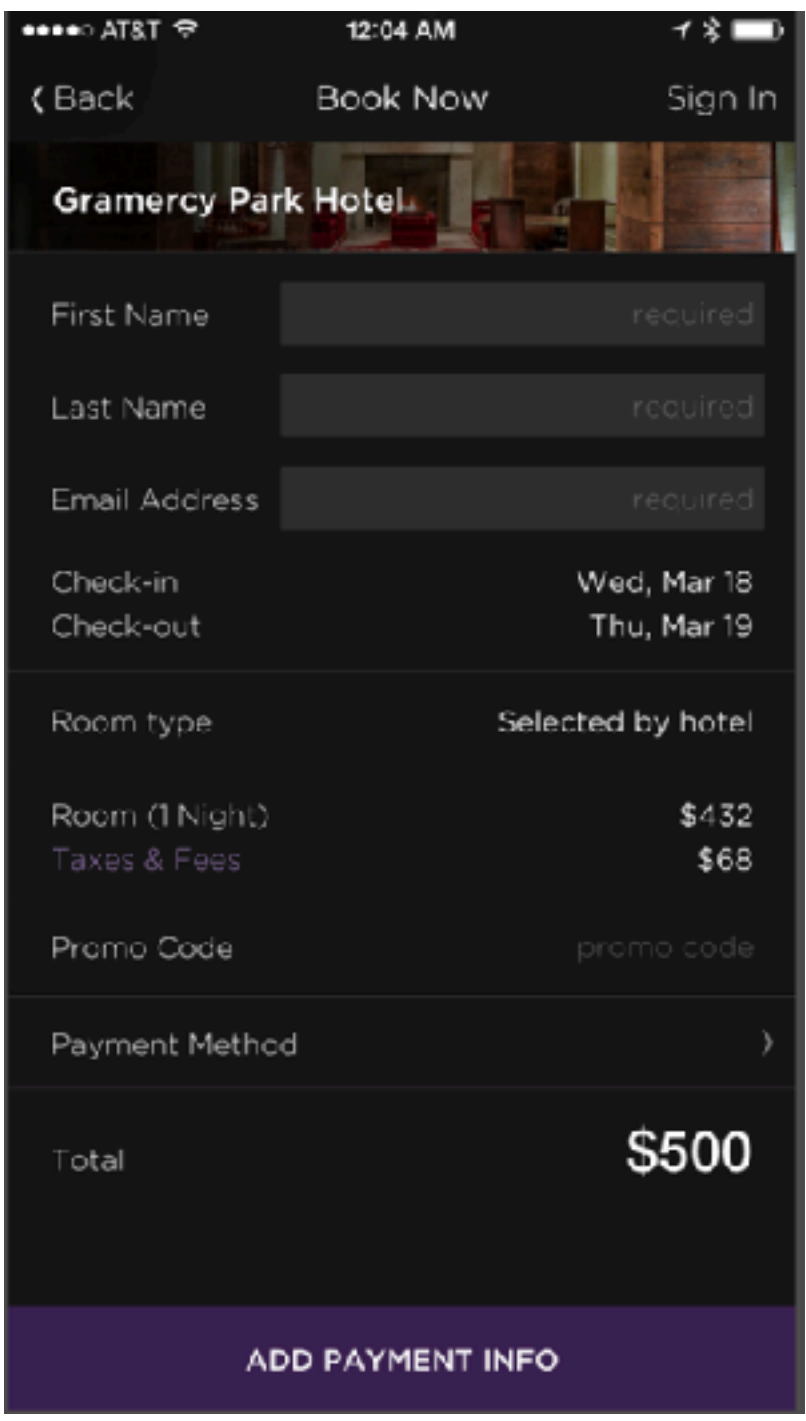 AT&T 12:04 AM
Back Book Now Sign In
Gramercy Park Hotel
First Name required
Last Name required
Email Address required
Check-in Wed, Mar 18
Check-out Thu, Mar 19
Room type Selected by hotel
Room (1 Night) $432
Taxes & Fees $68
Promo Code promo code
Payment Method
Total $500
ADD PAYMENT INFO